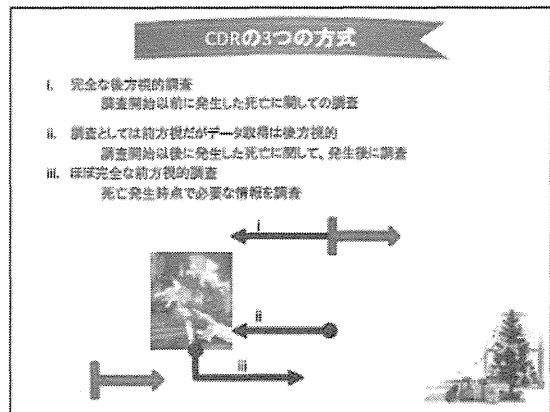 CDRの3つの方式
i. 完全な後方視的調査
調査開始以前に発生した死亡に関しての調査
ii. 調査としては前方視だがデータ取得は後方視的
調査開始以後に発生した死亡に関して、発生後に調査
iii. ほぼ完全な前方視的調査
死亡発生時点で必要な情報を調査
i
ii
iii